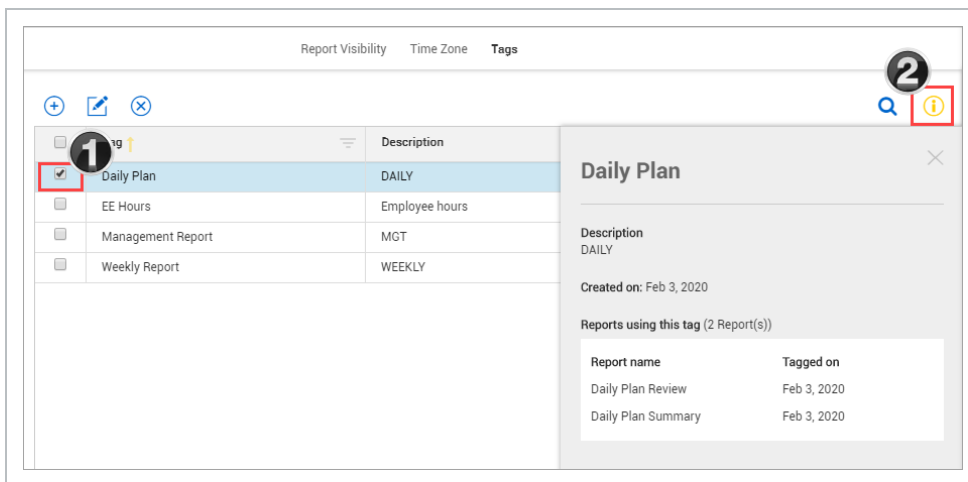 Report Visibility Time Zone Tags
2
1
ag Description
Daily Plan DAILY
EE Hours Employee hours
Management Report MGT
Weekly Report WEEKLY
Daily Plan
Description
DAILY
Created on: Feb 3, 2020
Reports using this tag (2 Report(s))
Report name Tagged on
Daily Plan Review Feb 3, 2020
Daily Plan Summary Feb 3, 2020